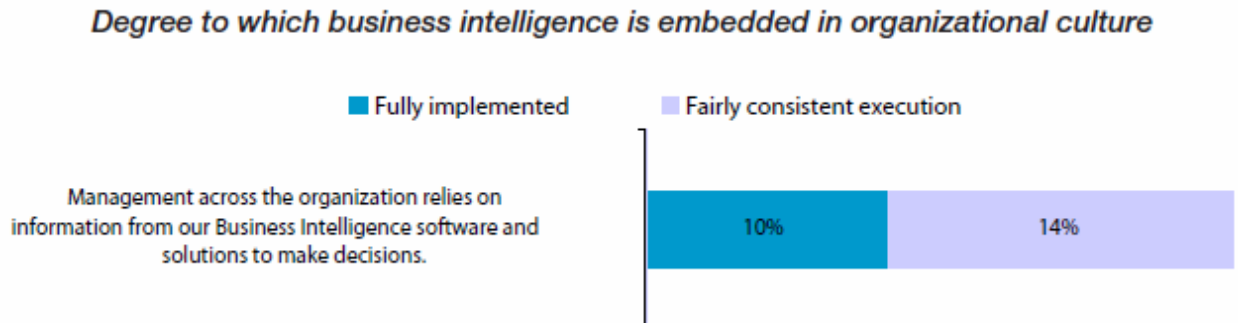 Degree to which business intelligence is embedded in organizational culture
Fully implemented
Fairly consistent execution
Management across the organization relies on
information from our Business Intelligence software and
solutions to make decisions.
10%
14%